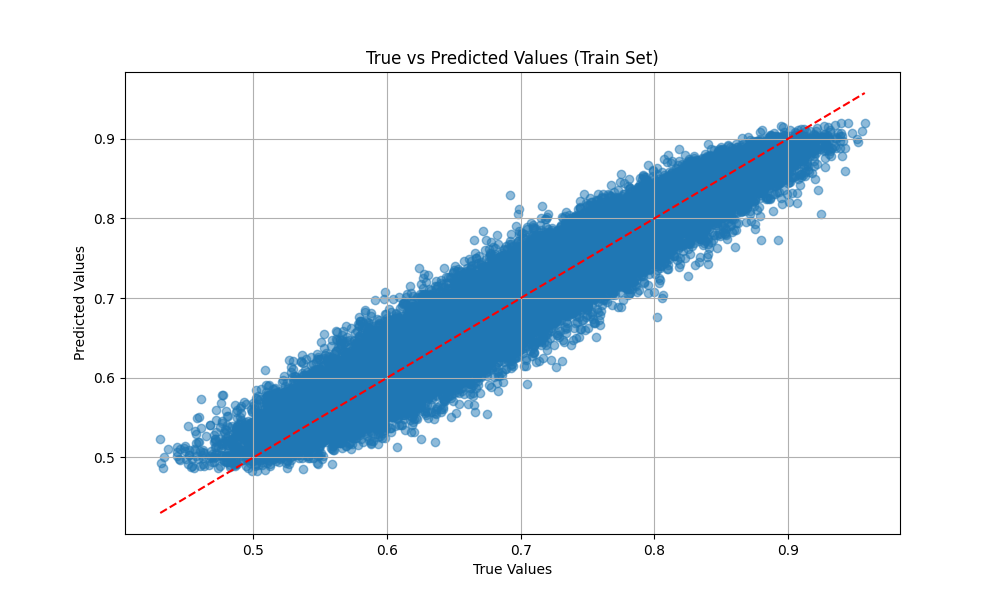 True vs Predicted Values (Train Set)
Predicted Values
0.9
0.8
0.7
0.6
0.5
0.5 0.6 0.7 0.8 0.9
True Values